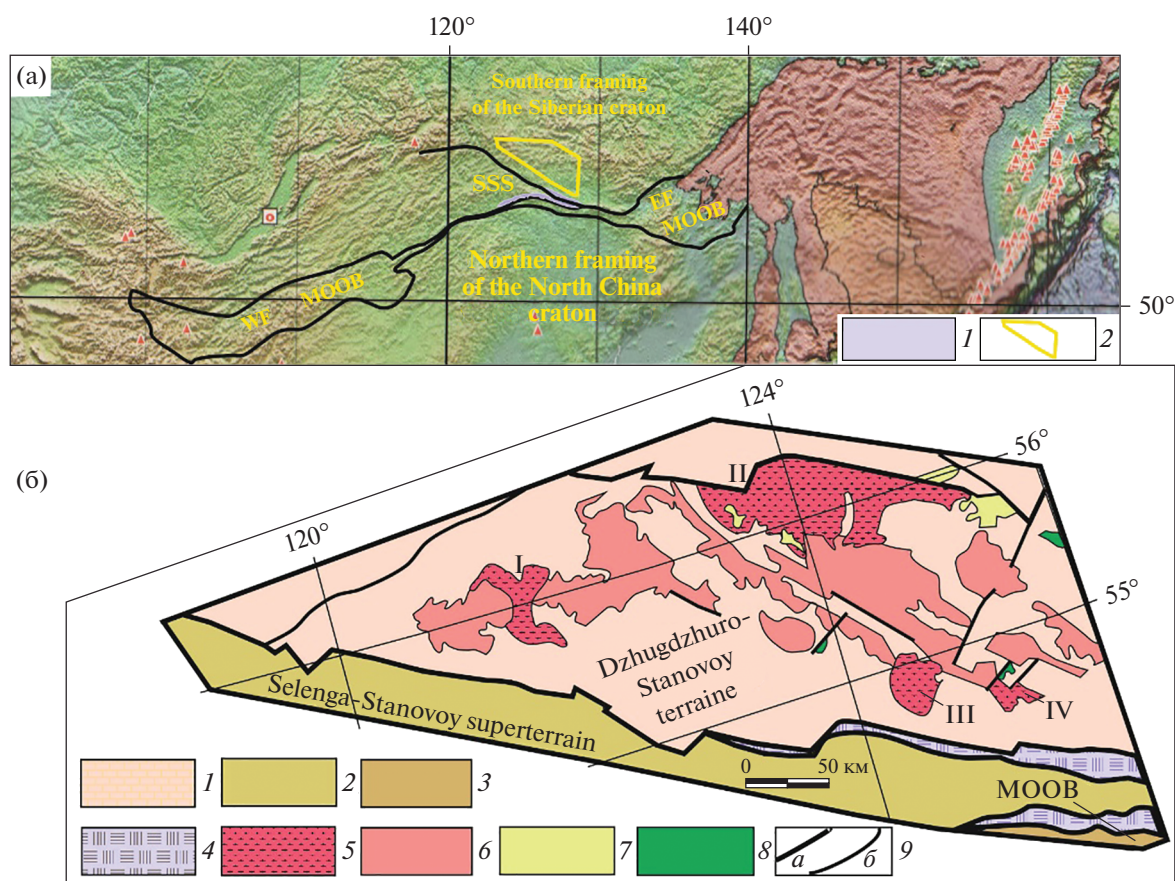 120°
140°
(а)
Southern framing
of the Siberian craton
SSS
EF
MOOB
Northern framing
of the North China
craton
MOOB
WF
50°
1
2
(б)
124°
56°
II
120°
I
55°
Dzhugdzhuro-
Stanovoy
terraine
Selenga-Stanovoy superterrain
III
IV
0
50 км
MOOB
1
2
3
4
5
6
7
8
а
б
9